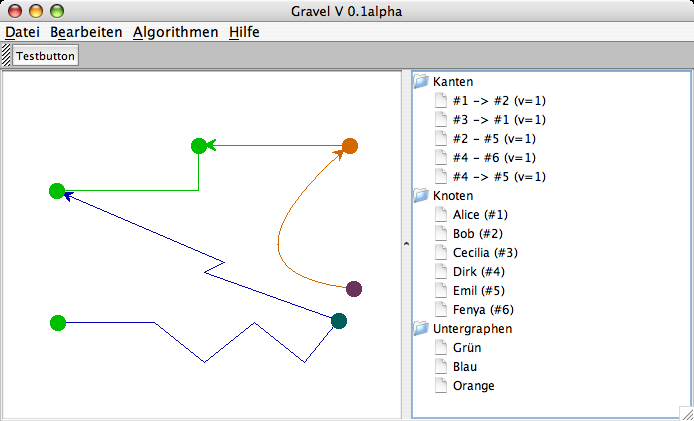 Gravel V 0.1alpha
Datei Bearbeiten Algorithmen Hilfe
Testbutton
Kanten
#1 -> #2 (v=1)
#3 -> #1 (v=1)
#2 - #5 (v=1)
#4 - #6 (v=1)
#4 -> #5 (v=1)
Knoten
Alice (#1)
Bob (#2)
Cecilia (#3)
Dirk (#4)
Emil (#5)
Fenya (#6)
Untergraphen
Grün
Blau
Orange